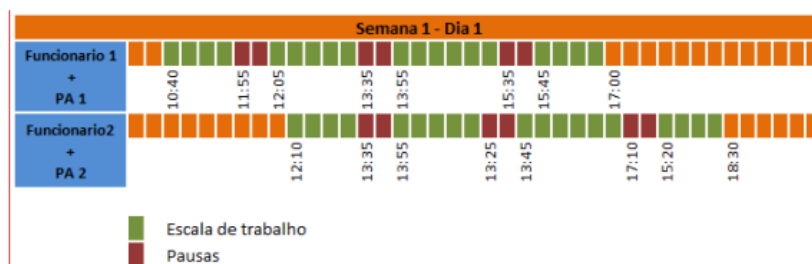 Semana 1 - Dia 1
Funcionario 1
+
PA 1
10:40
11:55
12:05
13:35
13:55
15:35
15:45
17:00
Funcionario2
+
PA 2
12:10
13:35
13:55
13:25
13:45
17:10
15:20
18:30
Escala de trabalho
Pausas